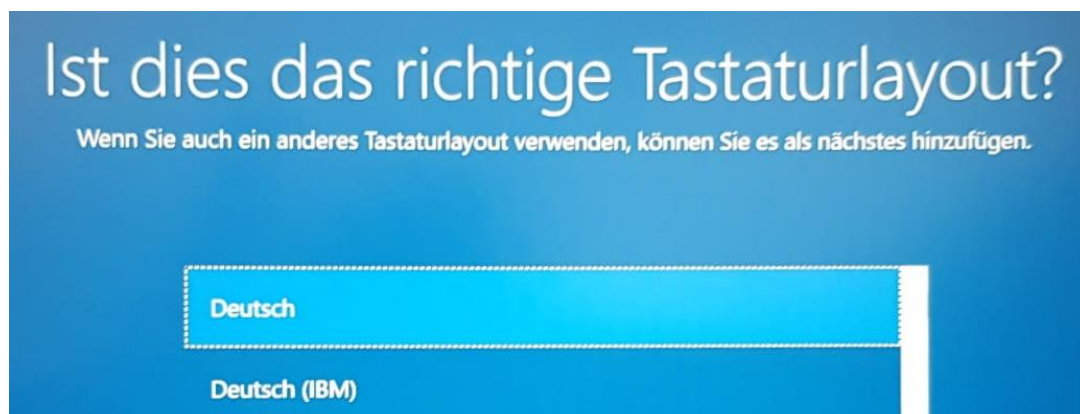 Ist dies das richtige Tastaturlayout?
Wenn Sie auch ein anderes Tastaturlayout verwenden, können Sie es als nächstes hinzufügen.
Deutsch
Deutsch (IBM)